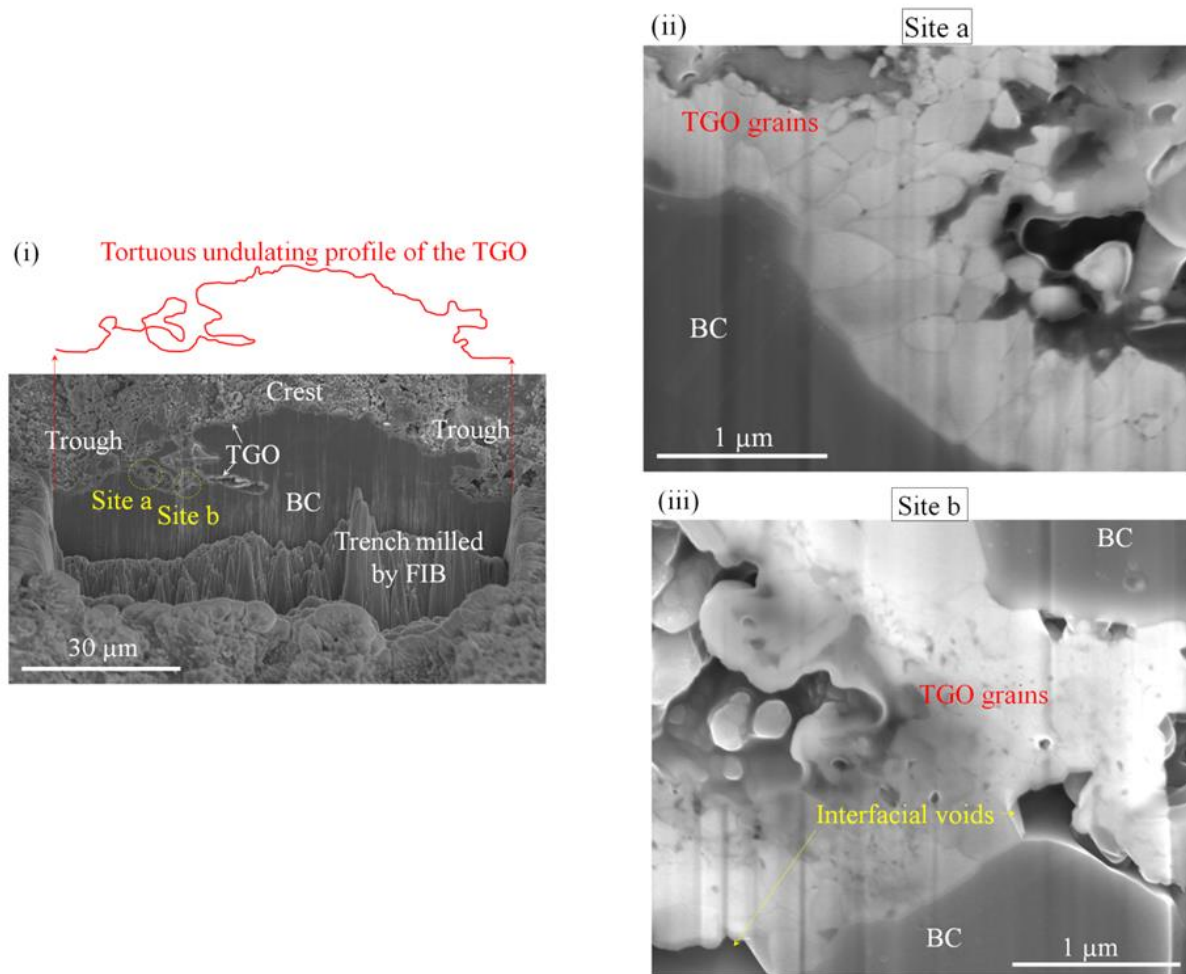 (i)
Tortuous undulating profile of the TGO
Crest
Trough
Trough
TGO
Site a
Site b
BC
Trench milled
by FIB
30 μm
(ii)
Site a
TGO grains
BC
1 μm
(iii)
Site b
BC
TGO grains
Interfacial voids
BC
1 μm